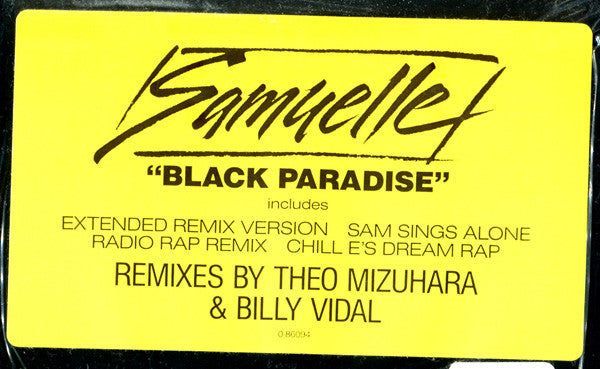 Samuelle
“BLACK PARADISE”
includes
EXTENDED REMIX VERSION SAM SINGS ALONE
RADIO RAP REMIX CHILL E'S DREAM RAP
REMIXES BY THEO MIZUHARA
& BILLY VIDAL
0-86094